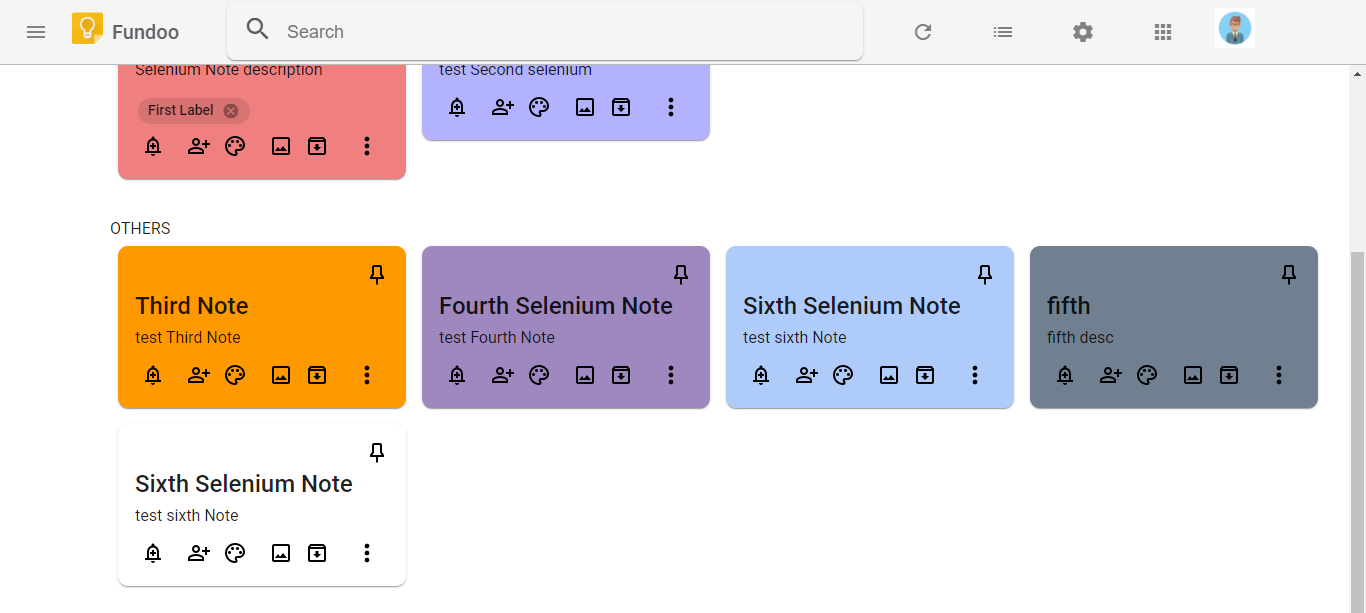 Fundoo
Search
Selenium Note description
test Second selenium
First Label
OTHERS
Third Note
test Third Note
Fourth Selenium Note
test Fourth Note
Sixth Selenium Note
test sixth Note
fifth
fifth desc
Sixth Selenium Note
test sixth Note